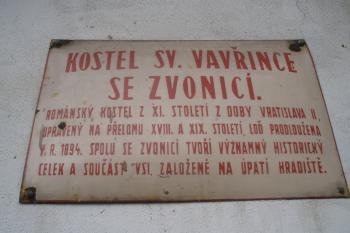 KOSTEL SV. VAVŘINCE
SE ZVONICÍ.
ROMÁNSKÝ KOSTEL Z XI. STOLETÍ Z DOBY VRATISLAVA II.
UPRAVENÝ NA PŘELOMU XVIII. A XIX. STOLETÍ, LOĎ PRODLOUŽENA
V R. 1894. SPOLU SE ZVONICÍ TVOŘÍ VÝZNAMNÝ HISTORICKÝ
CELEK A SOUČÁST VSI, ZALOŽENÉ NA ÚPATÍ HRADIŠTĚ.